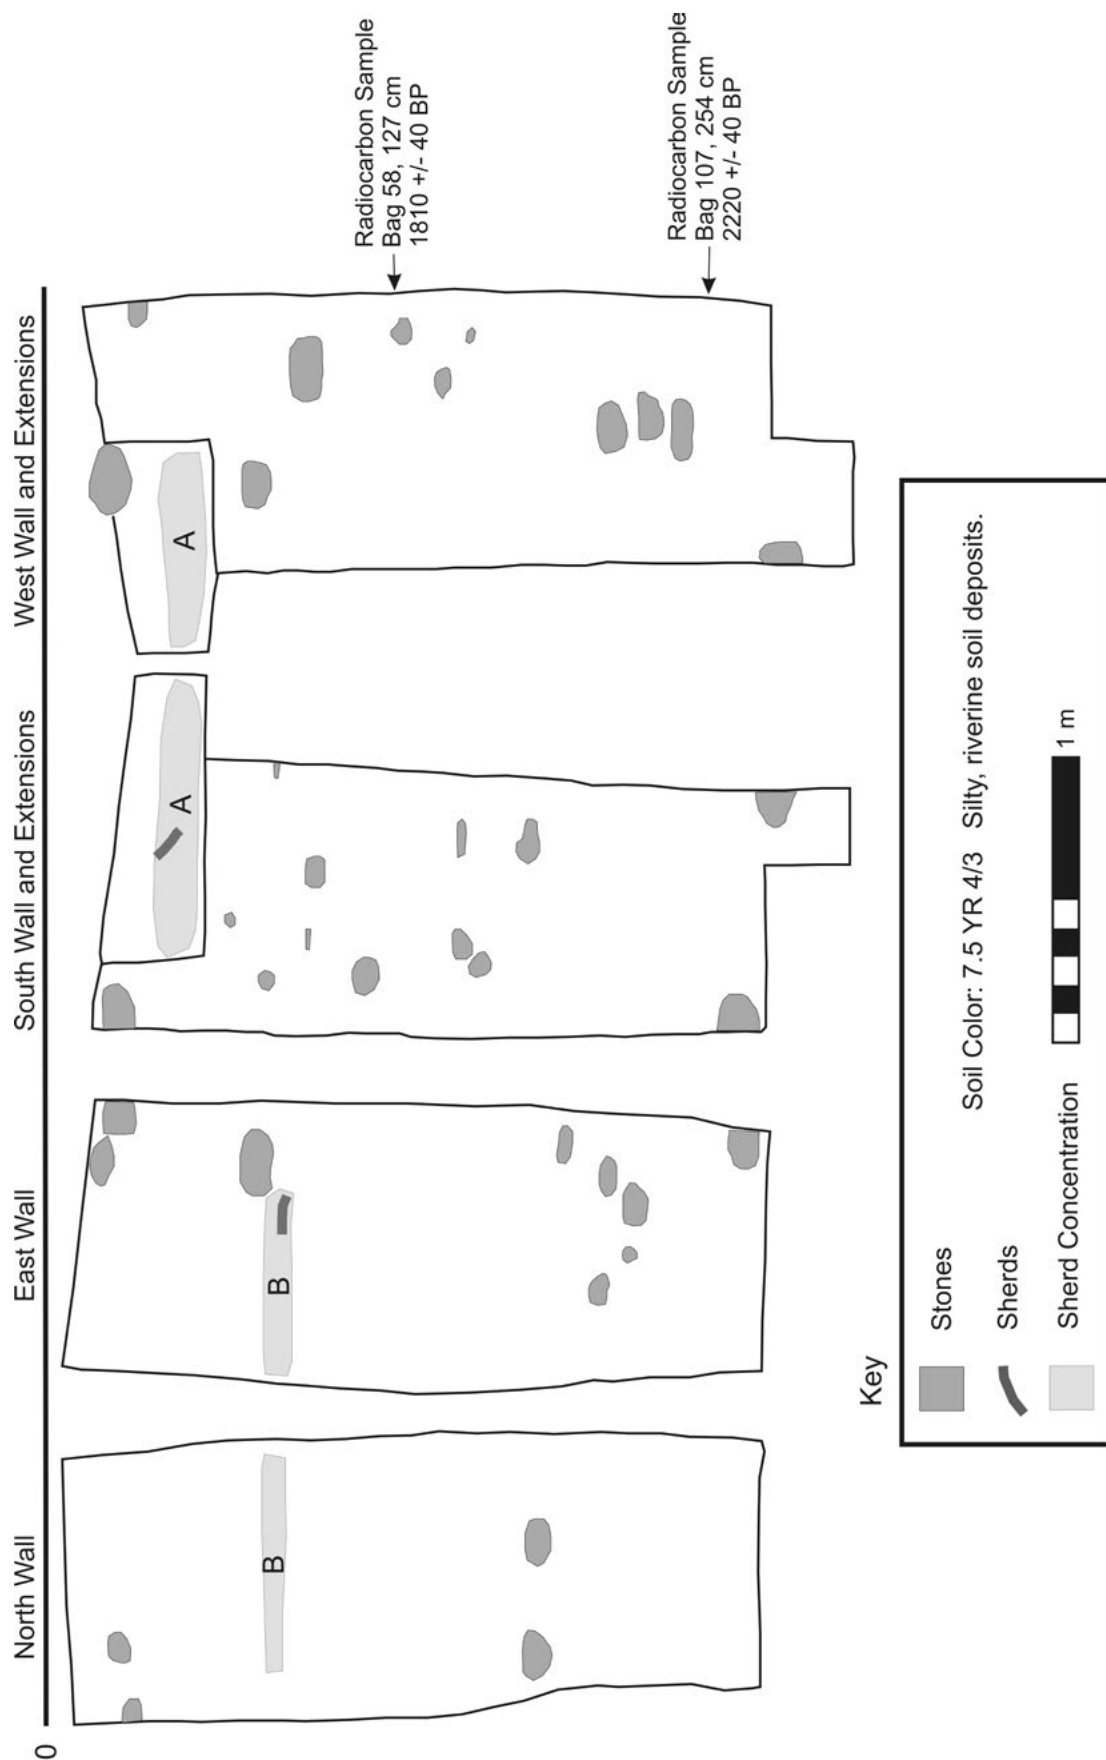 North Wall
East Wall
South Wall and Extensions
West Wall and Extensions
0
B
B
A
A
Radiocarbon Sample
Bag 58, 127 cm
1810 +/- 40 BP
Radiocarbon Sample
Bag 107, 254 cm
2220 +/- 40 BP
Key
Stones
Soil Color: 7.5 YR 4/3 Silty, riverine soil deposits.
Sherds
Sherd Concentration
1 m